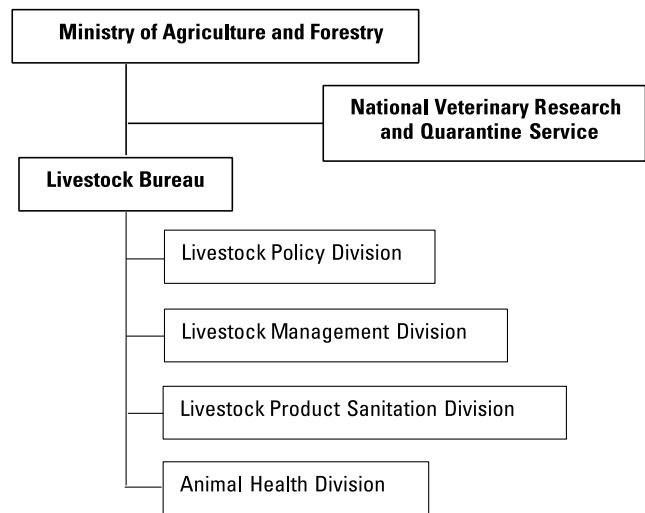 Ministry of Agriculture and Forestry
National Veterinary Research
and Quarantine Service
Livestock Bureau
Livestock Policy Division
Livestock Management Division
Livestock Product Sanitation Division
Animal Health Division